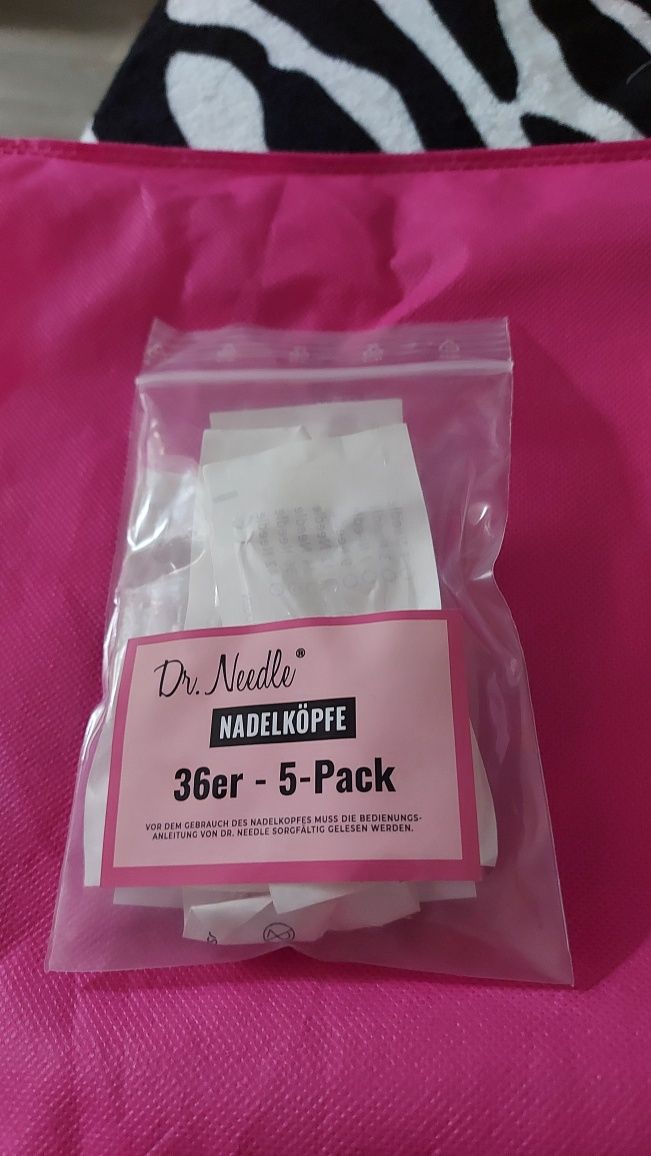 Dr. Needle®
NADELKÖPFE
36er - 5-Pack
VOR DEM GEBRAUCH DES NADELKOPFES MUSS DIE BEDIENUNGS-
ANLEITUNG VON DR. NEEDLE SORGFÄLTIG GELESEN WERDEN.